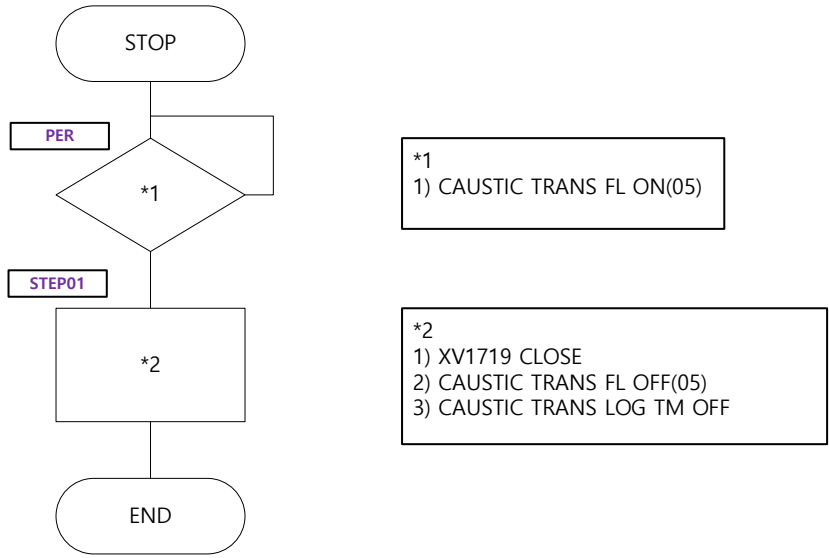 STOP
PER
*1
*1
1) CAUSTIC TRANS FL ON(05)
STEP01
*2
*2
1) XV1719 CLOSE
2) CAUSTIC TRANS FL OFF(05)
3) CAUSTIC TRANS LOG TM OFF
END